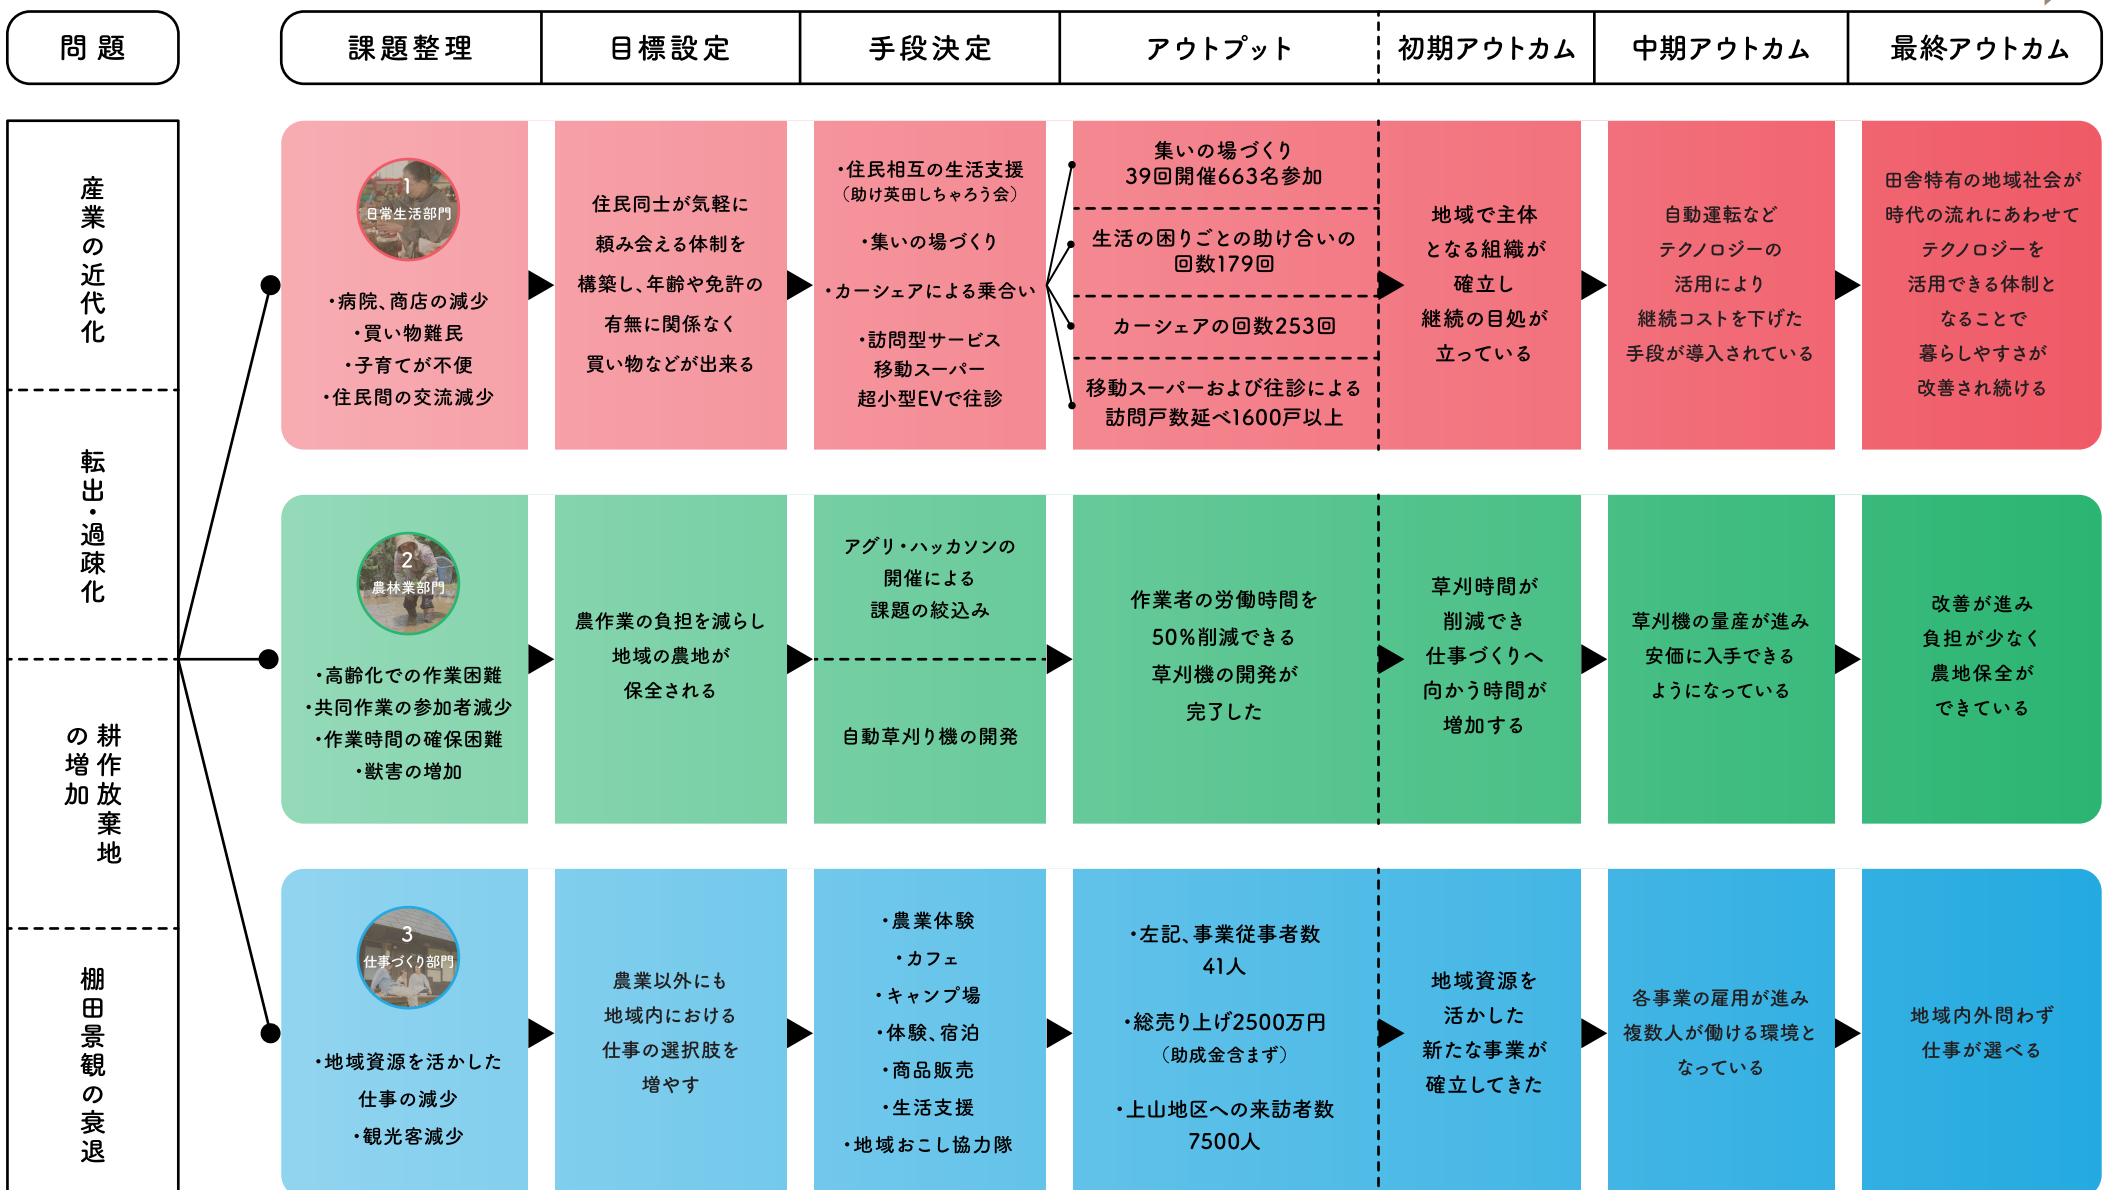 問題
課題整理
目標設定
手段決定
アウトプット
初期アウトカム
中期アウトカム
最終アウトカム
産業の近代化
転出・過疎化
耕作放棄地
の増加
棚田景観の衰退
1
日常生活部門
・病院、商店の減少
・買い物難民
・子育てが不便
・住民間の交流減少
住民同士が気軽に
頼み会える体制を
構築し、年齢や免許の
有無に関係なく
買い物などが出来る
・住民相互の生活支援
（助け英田しちゃろう会）
・集いの場づくり
・カーシェアによる乗合い
・訪問型サービス
移動スーパー
超小型EVで往診
集いの場づくり
39回開催663名参加
生活の困りごとの助け合いの
回数179回
カーシェアの回数253回
移動スーパーおよび往診による
訪問戸数延べ1600戸以上
地域で主体
となる組織が
確立し
継続の目処が
立っている
自動運転など
テクノロジーの
活用により
継続コストを下げた
手段が導入されている
田舎特有の地域社会が
時代の流れにあわせて
テクノロジーを
活用できる体制と
なることで
暮らしやすさが
改善され続ける
2
農林業部門
・高齢化での作業困難
・共同作業の参加者減少
・作業時間の確保困難
・獣害の増加
農作業の負担を減らし
地域の農地が
保全される
アグリ・ハッカソンの
開催による
課題の絞込み
自動草刈り機の開発
作業者の労働時間を
50%削減できる
草刈機の開発が
完了した
草刈時間が
削減でき
仕事づくりへ
向かう時間が
増加する
草刈機の量産が進み
安価に入手できる
ようになっている
改善が進み
負担が少なく
農地保全が
できている
3
仕事づくり部門
・地域資源を活かした
仕事の減少
・観光客減少
農業以外にも
地域内における
仕事の選択肢を
増やす
・農業体験
・カフェ
・キャンプ場
・体験、宿泊
・商品販売
・生活支援
・地域おこし協力隊
・左記、事業従事者数
41人
・総売り上げ2500万円
（助成金含まず）
・上山地区への来訪者数
7500人
地域資源を
活かした
新たな事業が
確立してきた
各事業の雇用が進み
複数人が働ける環境と
なっている
地域内外問わず
仕事が選べる